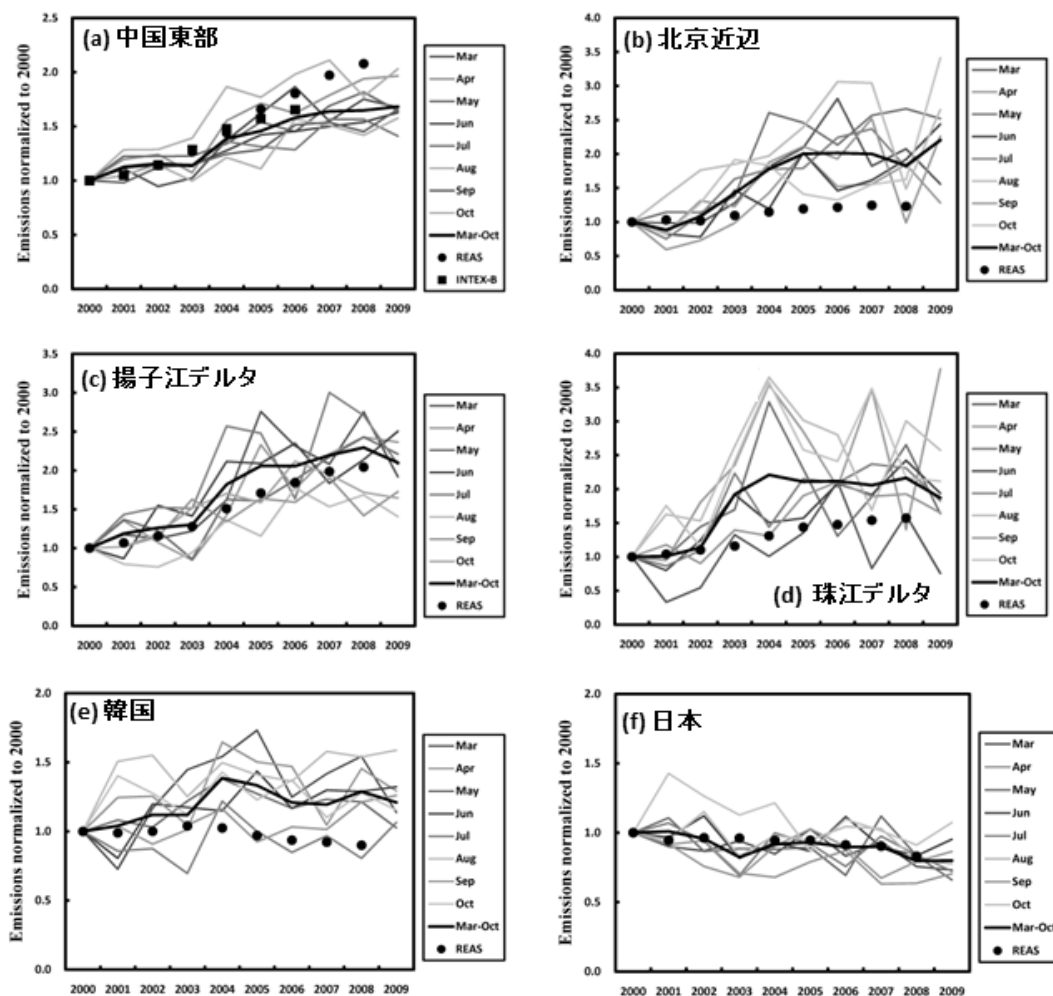 (a) 中国東部
Emissions normalized to 2000
2.5
2.0
1.5
1.0
0.5
0.0
2000 2001 2002 2003 2004 2005 2006 2007 2008 2009
Mar
Apr
May
Jun
Jul
Aug
Sep
Oct
Mar-Oct
REAS
INTEX-B
(b) 北京近辺
Emissions normalized to 2000
4.0
3.5
3.0
2.5
2.0
1.5
1.0
0.5
0.0
2000 2001 2002 2003 2004 2005 2006 2007 2008 2009
Mar
Apr
May
Jun
Jul
Aug
Sep
Oct
Mar-Oct
REAS
(c) 揚子江デルタ
Emissions normalized to 2000
3.5
3.0
2.5
2.0
1.5
1.0
0.5
0.0
2000 2001 2002 2003 2004 2005 2006 2007 2008 2009
Mar
Apr
May
Jun
Jul
Aug
Sep
Oct
Mar-Oct
REAS
(d) 珠江デルタ
Emissions normalized to 2000
4.0
3.5
3.0
2.5
2.0
1.5
1.0
0.5
0.0
2000 2001 2002 2003 2004 2005 2006 2007 2008 2009
Mar
Apr
May
Jun
Jul
Aug
Sep
Oct
Mar-Oct
REAS
(e) 韓国
Emissions normalized to 2000
2.0
1.5
1.0
0.5
0.0
2000 2001 2002 2003 2004 2005 2006 2007 2008 2009
Mar
Apr
May
Jun
Jul
Aug
Sep
Oct
Mar-Oct
REAS
(f) 日本
Emissions normalized to 2000
2.0
1.5
1.0
0.5
0.0
2000 2001 2002 2003 2004 2005 2006 2007 2008 2009
Mar
Apr
May
Jun
Jul
Aug
Sep
Oct
Mar-Oct
REAS